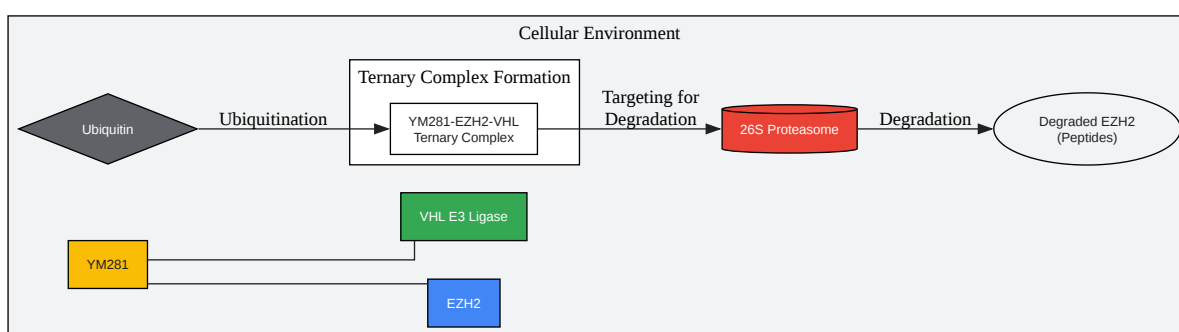 Cellular Environment
Ternary Complex Formation
Ubiquitin
Ubiquitination
YM281-EZH2-VHL
Ternary Complex
Targeting for
Degradation
26S Proteasome
Degradation
Degraded EZH2
(Peptides)
VHL E3 Ligase
YM281
EZH2